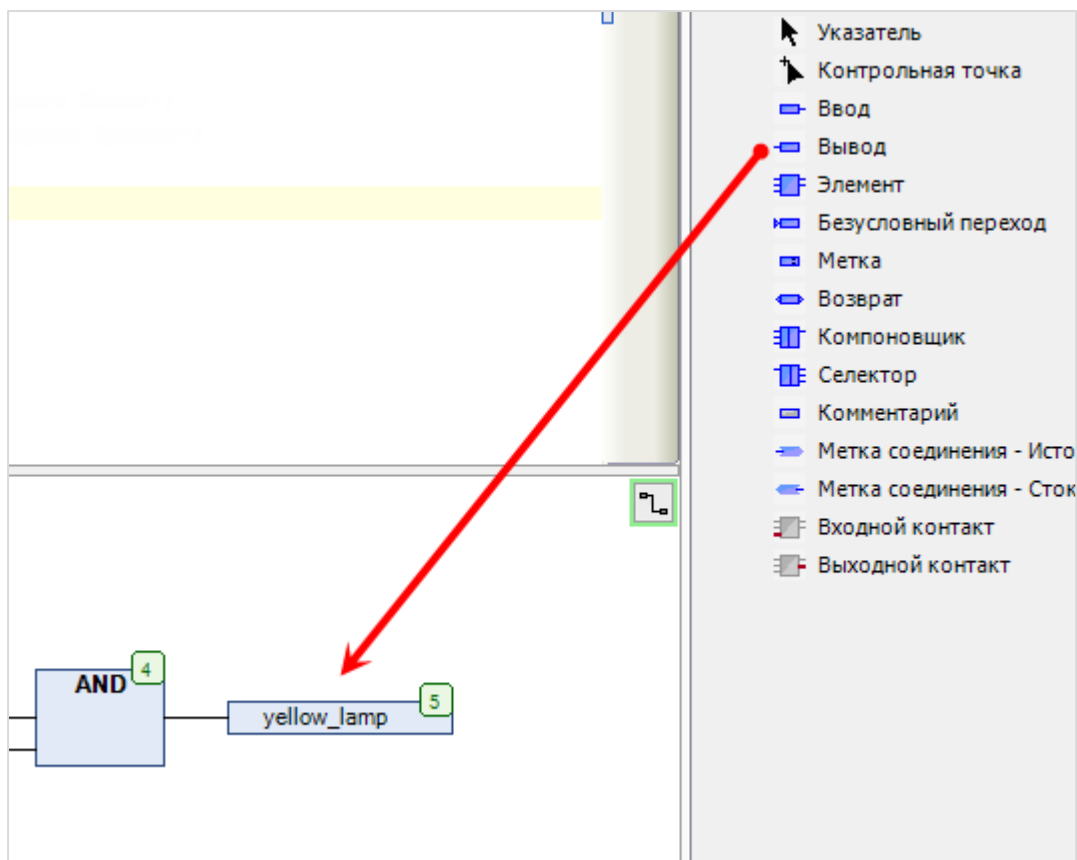 Указатель
Контрольная точка
Ввод
Вывод
Элемент
Безусловный переход
Метка
Возврат
Компоновщик
Селектор
Комментарий
Метка соединения - Исто
Метка соединения - Сток
Входной контакт
Выходной контакт
4
AND
5
yellow_lamp